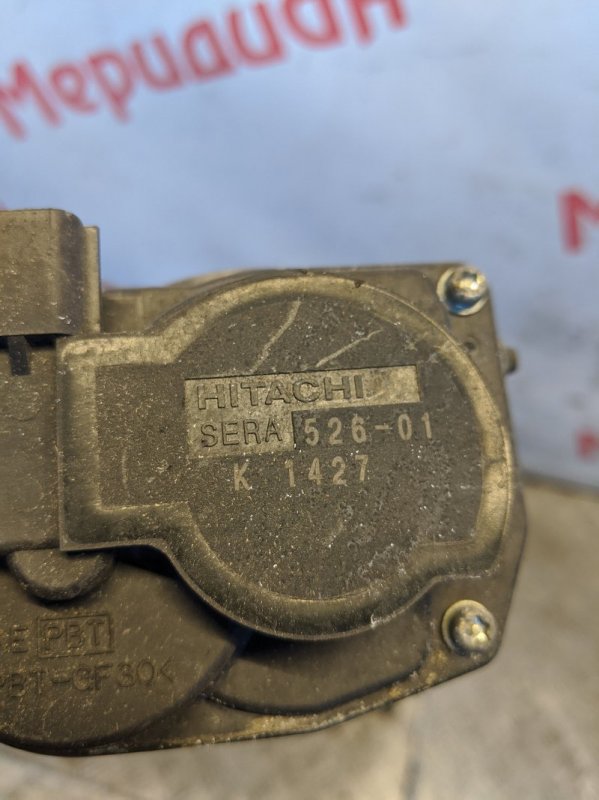 Меридиан
М
HITACHI
SERA 526-01
K 1427
E PBT
PBT-GF30<